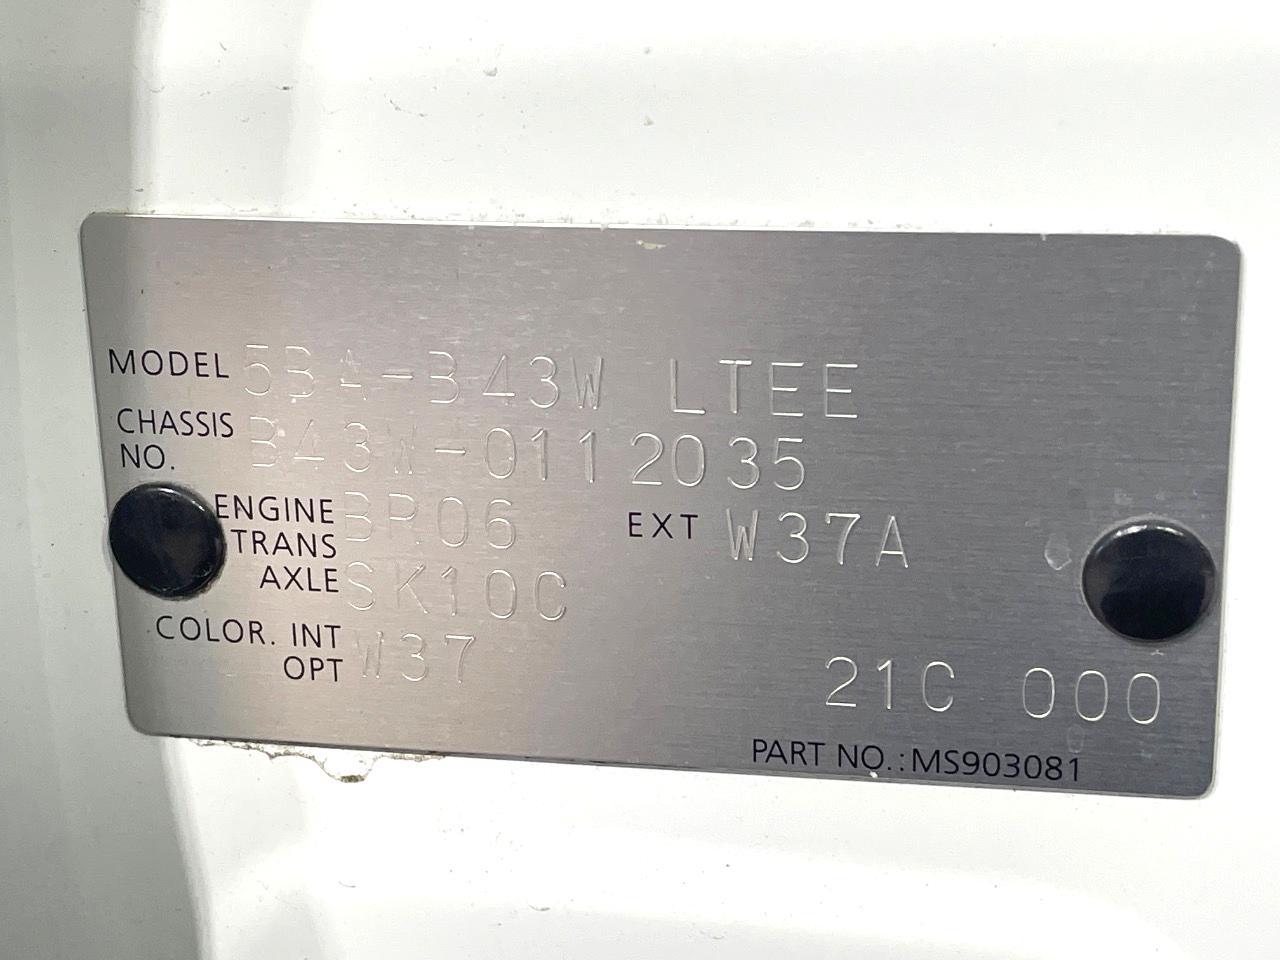 MODEL 5BA-B43W LTEE
CHASSIS NO. B43W-0112035
ENGINE BR06 EXT W37A
TRANS AXLE SK10C
COLOR. INT W37
OPT 21C 000
PART NO.:MS903081